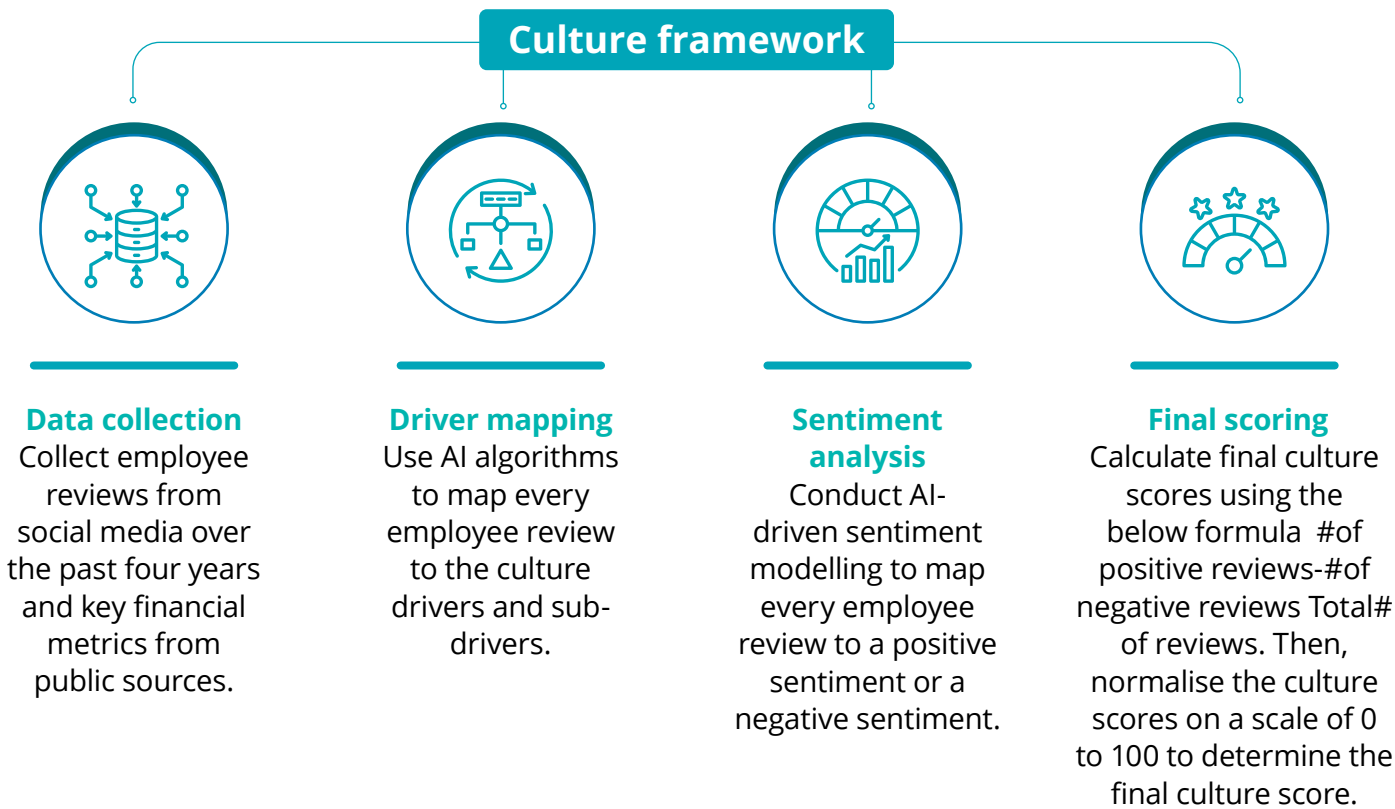 Culture framework
Data collection
Collect employee
reviews from
social media over
the past four years
and key financial
metrics from
public sources.
Driver mapping
Use AI algorithms
to map every
employee review
to the culture
drivers and sub-
drivers.
Sentiment
analysis
Conduct AI-
driven sentiment
modelling to map
every employee
review to a positive
sentiment or a
negative sentiment.
Final scoring
Calculate final culture
scores using the
below formula  #of
positive reviews-#of
negative reviews Total#
of reviews. Then,
normalise the culture
scores on a scale of 0
to 100 to determine the
final culture score.